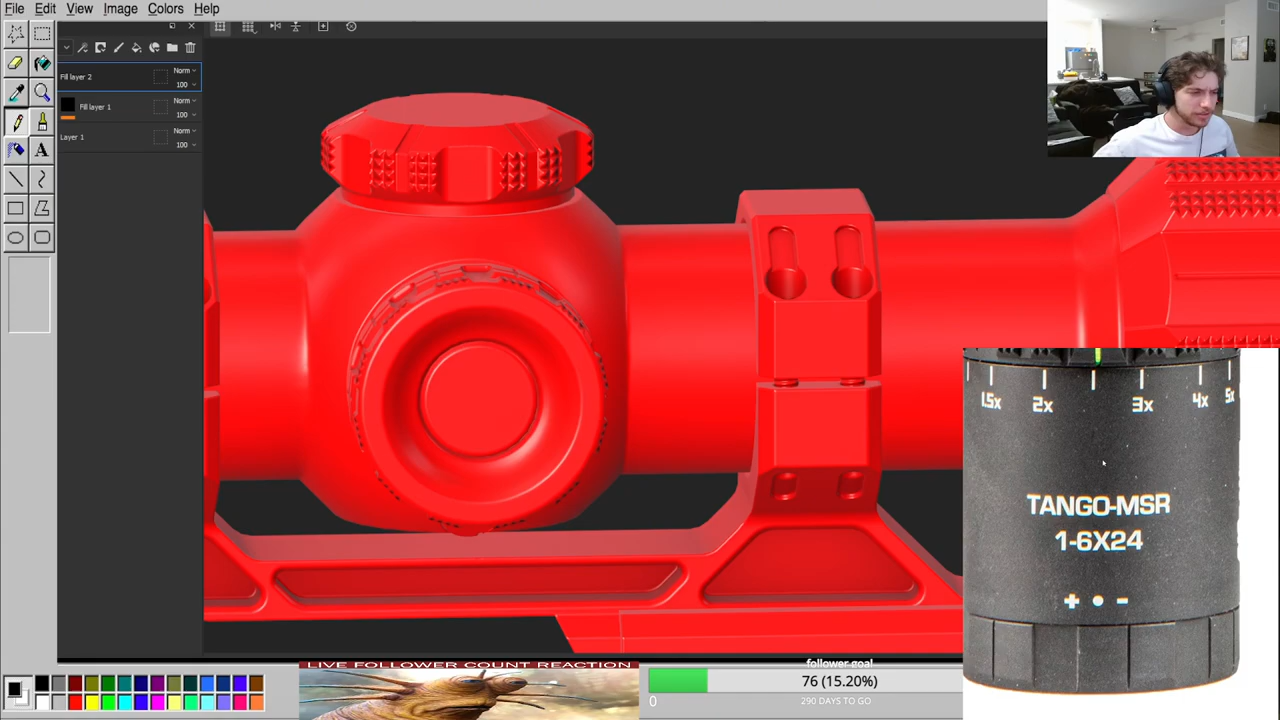 File Edit View Image Colors Help
Fill layer 2
Norm
100
Fill layer 1
Norm
100
Layer 1
Norm
100
1.5x 2x 3x 4x 5x
TANGO-MSR
1-6X24
LIVE FOLLOWER COUNT REACTION
follower goal
76 (15.20%)
0
290 DAYS TO GO